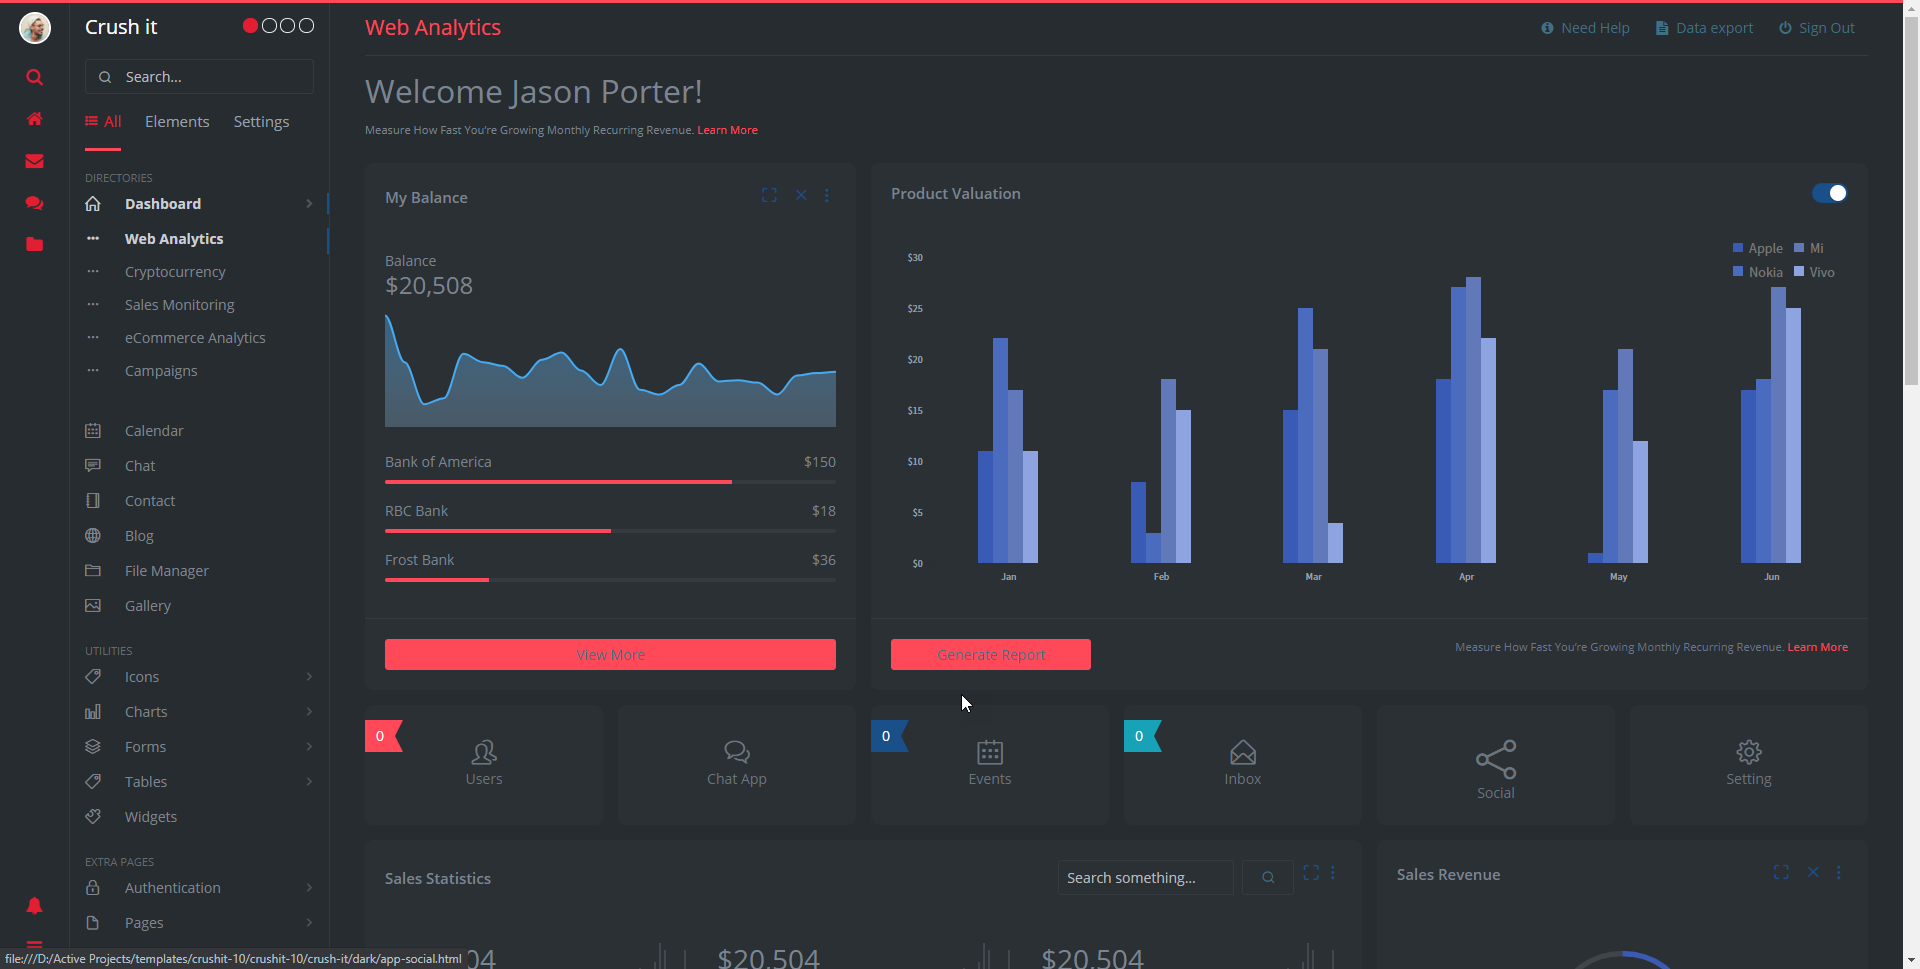 Crush it
Search...
All Elements Settings
DIRECTORIES
Dashboard
Web Analytics
Cryptocurrency
Sales Monitoring
eCommerce Analytics
Campaigns
Calendar
Chat
Contact
Blog
File Manager
Gallery
UTILITIES
Icons
Charts
Forms
Tables
Widgets
EXTRA PAGES
Authentication
Pages
file:///D:/Active Projects/templates/crushit-10/crushit-10/crush-it/dark/app-social.html
Web Analytics
Need Help Data export Sign Out
Welcome Jason Porter!
Measure How Fast You're Growing Monthly Recurring Revenue. Learn More
My Balance
Balance
$20,508
Bank of America $150
RBC Bank $18
Frost Bank $36
View More
Product Valuation
Apple Mi
Nokia Vivo
$30
$25
$20
$15
$10
$5
$0
Jan Feb Mar Apr May Jun
Generate Report
Measure How Fast You're Growing Monthly Recurring Revenue. Learn More
0
Users
Chat App
0
Events
0
Inbox
Social
Setting
Sales Statistics
Search something...
04 $20,504 $20,504
Sales Revenue